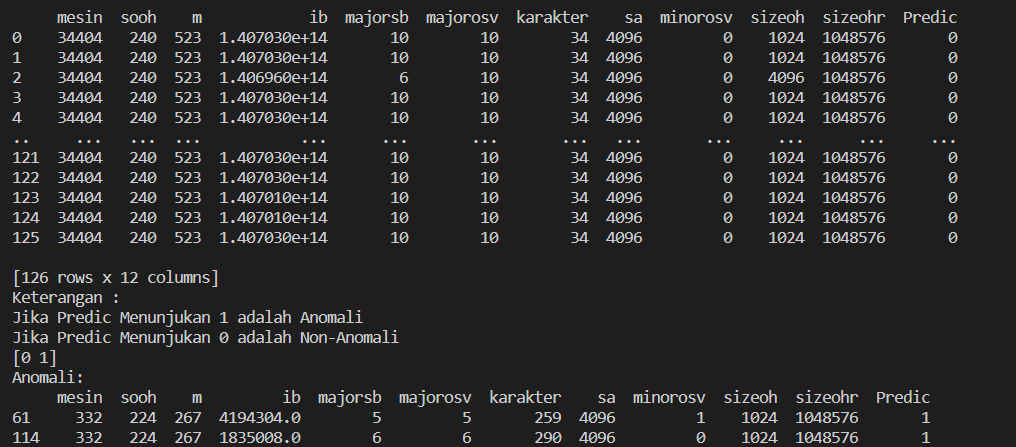 mesin sooh m ib majorsb majorosv karakter sa minorosv sizeoh sizeohr Predic
0 34404 240 523 1.407030e+14 10 10 34 4096 0 1024 1048576 0
1 34404 240 523 1.407030e+14 10 10 34 4096 0 1024 1048576 0
2 34404 240 523 1.406960e+14 6 10 34 4096 0 4096 1048576 0
3 34404 240 523 1.407030e+14 10 10 34 4096 0 1024 1048576 0
4 34404 240 523 1.407030e+14 10 10 34 4096 0 1024 1048576 0
.. ... ... ... ... ... ... ... ... ... ... ... ...
121 34404 240 523 1.407030e+14 10 10 34 4096 0 1024 1048576 0
122 34404 240 523 1.407030e+14 10 10 34 4096 0 1024 1048576 0
123 34404 240 523 1.407010e+14 10 10 34 4096 0 1024 1048576 0
124 34404 240 523 1.407010e+14 10 10 34 4096 0 1024 1048576 0
125 34404 240 523 1.407030e+14 10 10 34 4096 0 1024 1048576 0
[126 rows x 12 columns]
Keterangan :
Jika Predic Menunjukan 1 adalah Anomali
Jika Predic Menunjukan 0 adalah Non-Anomali
[0 1]
Anomali:
mesin sooh m ib majorsb majorosv karakter sa minorosv sizeoh sizeohr Predic
61 332 224 267 4194304.0 5 5 259 4096 1 1024 1048576 1
114 332 224 267 1835008.0 6 6 290 4096 0 1024 1048576 1